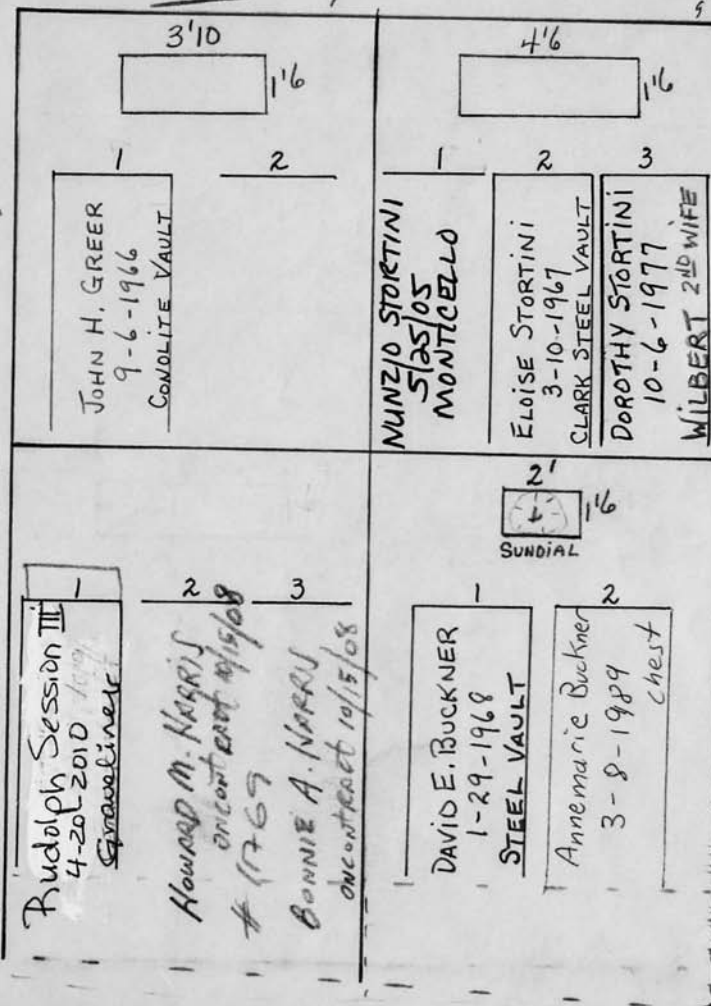 3'10
1'6
1
2
JOHN H. GREER
9-6-1966
CONOLITE VAULT
4'6
1'6
1
2
3
NUNZIO STORTINI
5/25/05
MONTICELLO
ELOISE STORTINI
3-10-1967
CLARK STEEL VAULT
DOROTHY STORTINI
10-6-1977
WILBERT 2ND WIFE
1
2
3
Rudolph Session III
4-20-2010
Graveliner
HOWARD M. HARRIS
ON CONTRACT 10/15/08
BONNIE A. HARRIS
ON CONTRACT 10/15/08
2'
1'6
SUNDIAL
1
2
DAVID E. BUCKNER
1-29-1968
STEEL VAULT
Annemarie Buckner
3-8-1989
chest